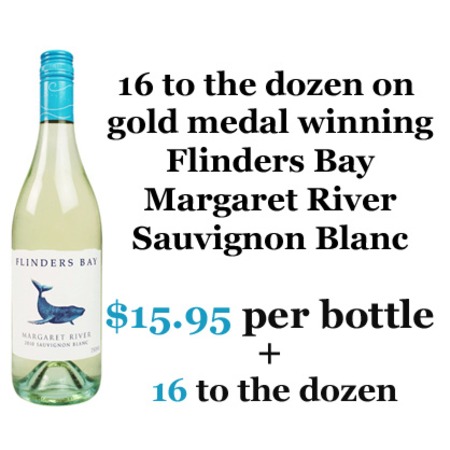 16 to the dozen on
gold medal winning
Flinders Bay
Margaret River
Sauvignon Blanc
$15.95 per bottle
+
16 to the dozen
FLINDERS BAY
MARGARET RIVER
SAUVIGNON BLANC